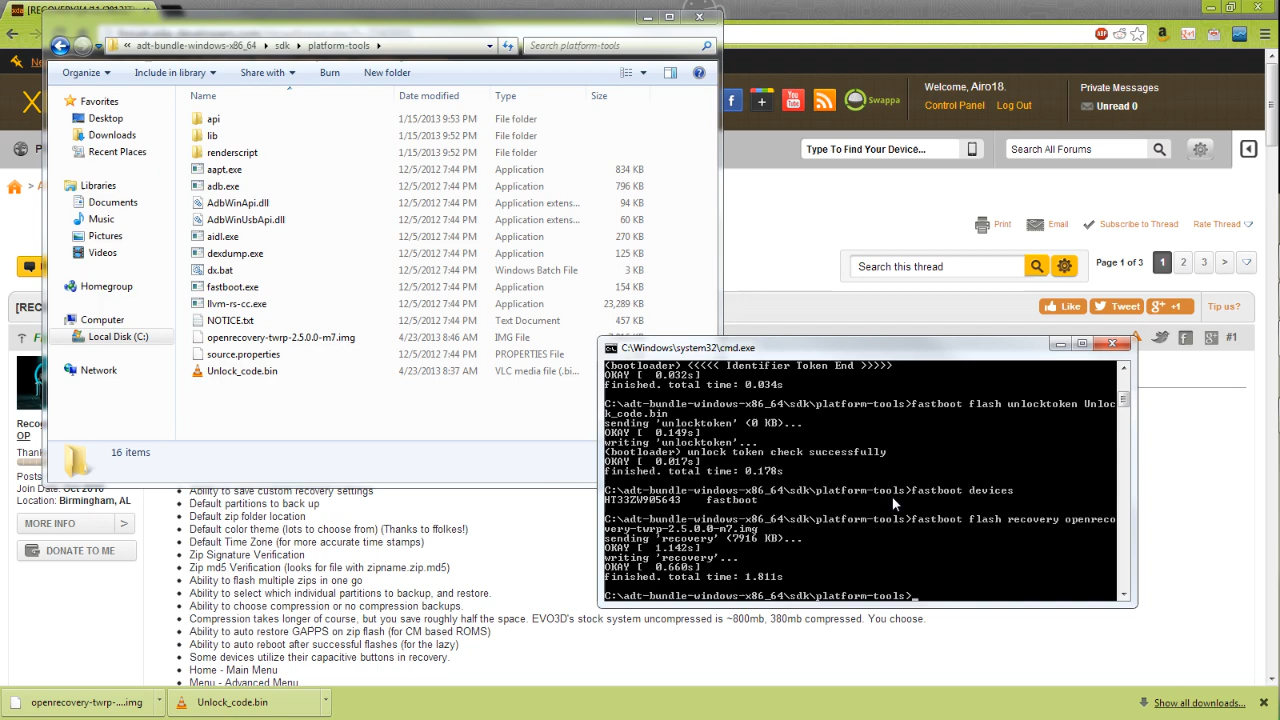 [RECOVERY][4/11/2013]T
adt-bundle-windows-x86_64
sdk
platform-tools
Search platform-tools
Organize
Include in library
Share with
Burn
New folder
Favorites
Desktop
Downloads
Recent Places
Libraries
Documents
Music
Pictures
Videos
Homegroup
Computer
Local Disk (C:)
Network
Name Date modified Type Size
api 1/15/2013 9:53 PM File folder
lib 1/15/2013 9:52 PM File folder
renderscript 1/15/2013 9:52 PM File folder
aapt.exe 12/5/2012 7:44 PM Application 834 KB
adb.exe 12/5/2012 7:44 PM Application 796 KB
AdbWinApi.dll 12/5/2012 7:44 PM Application extens... 94 KB
AdbWinUsbApi.dll 12/5/2012 7:44 PM Application extens... 60 KB
aidl.exe 12/5/2012 7:44 PM Application 270 KB
dexdump.exe 12/5/2012 7:44 PM Application 125 KB
dx.bat 12/5/2012 7:44 PM Windows Batch File 3 KB
fastboot.exe 12/5/2012 7:44 PM Application 154 KB
llvm-rs-cc.exe 12/5/2012 7:44 PM Application 23,289 KB
NOTICE.txt 12/5/2012 7:44 PM Text Document 457 KB
openrecovery-twrp-2.5.0.0-m7.img 4/23/2013 8:46 AM IMG File
source.properties 12/5/2012 7:44 PM PROPERTIES File
Unlock_code.bin 4/23/2013 8:37 AM VLC media file (.bi...
16 items
Welcome, Airo18.
Control Panel
Log Out
Private Messages
Unread 0
Swappa
You Tube
Type To Find Your Device...
Search All Forums
Print
Email
Subscribe to Thread
Rate Thread
Search this thread
Page 1 of 3
1
2
3
>
Like
Tweet
+1
Tip us?
#1
[REC
Recog
OP
Thank
Posts
Join Date: Oct 2010
Location: Birmingham, AL
MORE INFO
DONATE TO ME
Ability to save custom recovery settings
Default partitions to back up
Default zip folder location
Default color theme (lots to choose from) (Thanks to flolkes!)
Default Time Zone (for more accurate time stamps)
Zip Signature Verification
Zip md5 Verification (looks for file with zipname.zip.md5)
Ability to flash multiple zips in one go
Ability to select which individual partitions to backup, and restore.
Ability to choose compression or no compression backups.
Compression takes longer of course, but you save roughly half the space. EVO3D's stock system uncompressed is ~800mb, 380mb compressed. You choose.
Ability to auto restore GAPPS on zip flash (for CM based ROMS)
Ability to auto reboot after successful flashes (for the lazy)
Some devices utilize their capacitive buttons in recovery.
Home - Main Menu
Menu - Advanced Menu
C:\Windows\system32\cmd.exe
(bootloader) <<<<< Identifier Token End >>>>>
OKAY [  0.032s]
finished. total time: 0.034s
C:\adt-bundle-windows-x86_64\sdk\platform-tools>fastboot flash unlocktoken Unloc
k_code.bin
sending 'unlocktoken' (0 KB)...
OKAY [  0.149s]
writing 'unlocktoken'...
(bootloader) unlock token check successfully
OKAY [  0.017s]
finished. total time: 0.178s
C:\adt-bundle-windows-x86_64\sdk\platform-tools>fastboot devices
HT33ZW905643    fastboot
C:\adt-bundle-windows-x86_64\sdk\platform-tools>fastboot flash recovery openreco
very-twrp-2.5.0.0-m7.img
sending 'recovery' (7916 KB)...
OKAY [  1.142s]
writing 'recovery'...
OKAY [  0.660s]
finished. total time: 1.811s
C:\adt-bundle-windows-x86_64\sdk\platform-tools>_
openrecovery-twrp-....img
Unlock_code.bin
Show all downloads...